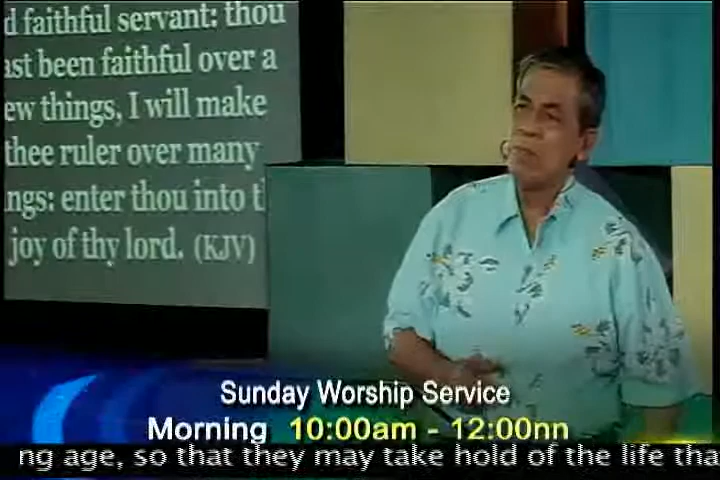 d faithful servant: thou
ast been faithful over a
ew things, I will make
thee ruler over many
ngs: enter thou into t
joy of thy lord. (KJV)
Sunday Worship Service
Morning 10:00am - 12:00nn
ng age, so that they may take hold of the life tha